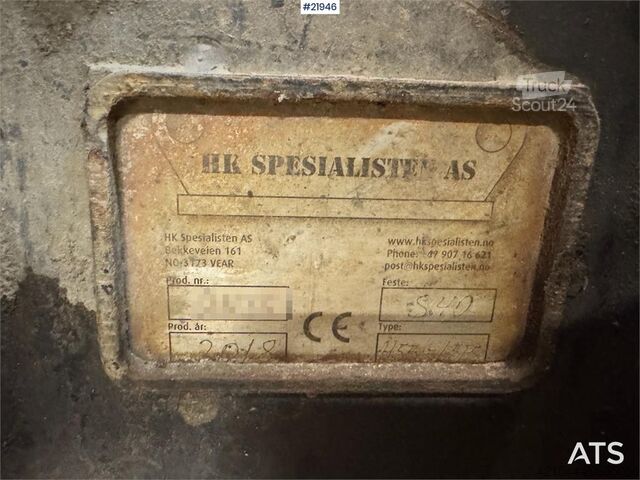 #21946
Truck
Scout24
HK SPESIALISTEN AS
HK Spesialisten AS
Bekkeveien 161
NO-3173 VEAR
www.hkspesialisten.no
Phone: +47 907 16 621
post@hkspesialisten.no
Prod. nr.:
Feste:
S.40
Prod. år:
2018
CE
Type:
ATS